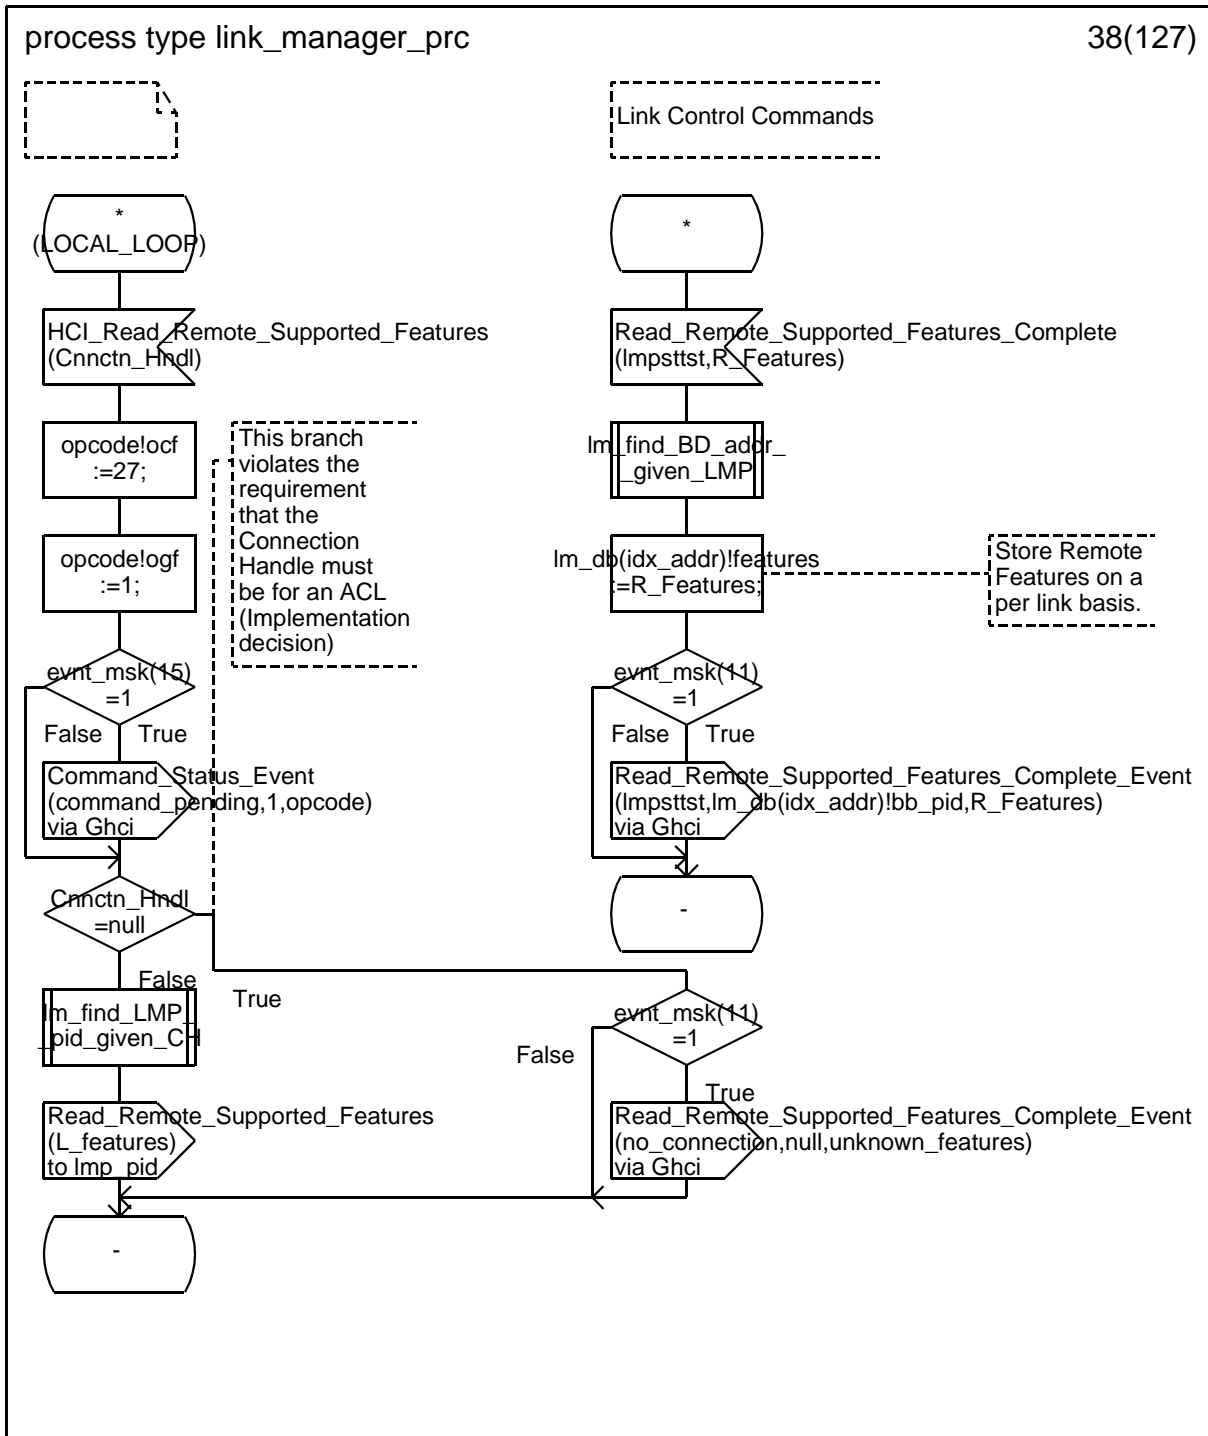 process type link_manager_prc
38(127)
Link Control Commands
*
(LOCAL_LOOP)
HCI_Read_Remote_Supported_Features
(Cnnctn_Hndl)
opcode!ocf
:=27;
opcode!ogf
:=1;
This branch
violates the
requirement
that the
Connection
Handle must
be for an ACL
(Implementation
decision)
evnt_msk(15)
=1
False
True
Command_Status_Event
(command_pending,1,opcode)
via Ghci
Cnnctn_Hndl
=null
False
True
lm_find_LMP_
_pid_given_CH
Read_Remote_Supported_Features
(L_features)
to lmp_pid
-
*
Read_Remote_Supported_Features_Complete
(lmpsttst,R_Features)
lm_find_BD_addr_
_given_LMP
lm_db(idx_addr)!features
:=R_Features;
Store Remote
Features on a
per link basis.
evnt_msk(11)
=1
False
True
Read_Remote_Supported_Features_Complete_Event
(lmpsttst,lm_db(idx_addr)!bb_pid,R_Features)
via Ghci
-
evnt_msk(11)
=1
False
True
Read_Remote_Supported_Features_Complete_Event
(no_connection,null,unknown_features)
via Ghci